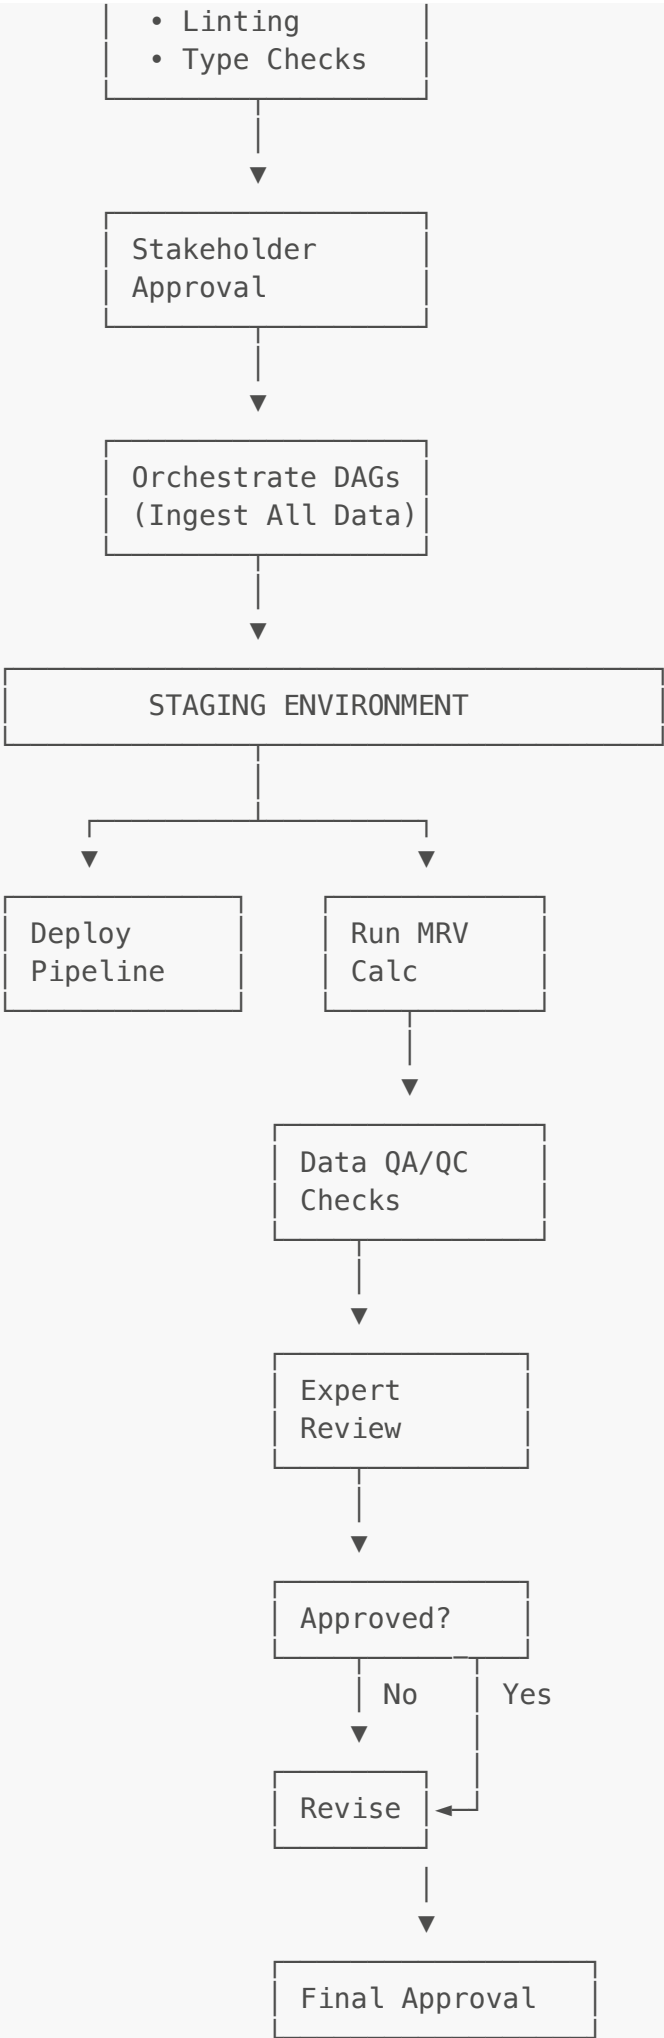 • Linting
• Type Checks
Stakeholder
Approval
Orchestrate DAGs
(Ingest All Data)
STAGING ENVIRONMENT
Deploy
Pipeline
Run MRV
Calc
Data QA/QC
Checks
Expert
Review
Approved?
No
Yes
Revise
Final Approval